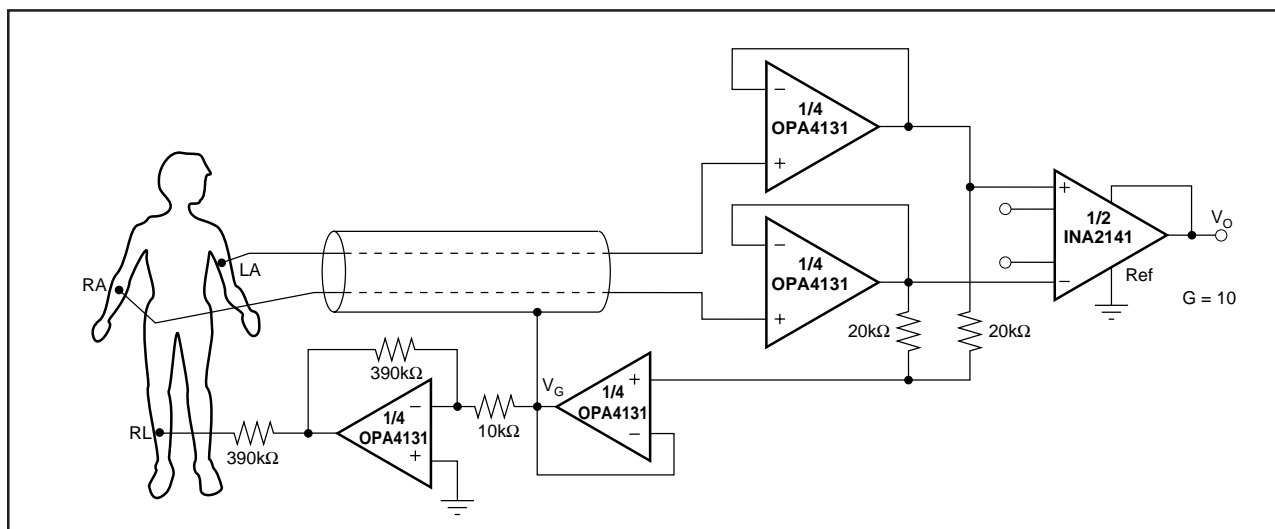 −
1/4
OPA4131
+
−
1/4
OPA4131
+
+
1/2
INA2141
−
Ref
V_O
G = 10
LA
RA
20kΩ
20kΩ
390kΩ
V_G
+
1/4
OPA4131
−
−
1/4
OPA4131
+
10kΩ
RL
390kΩ